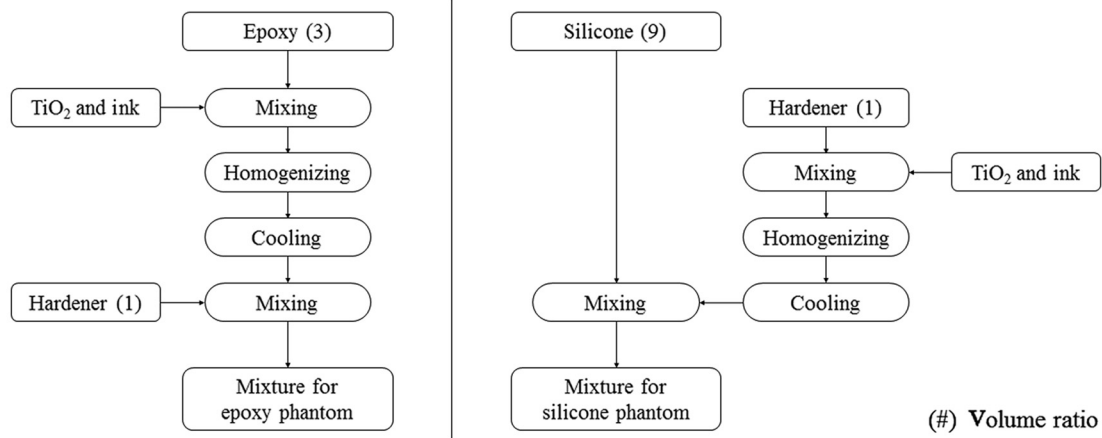 Epoxy (3)
TiO₂ and ink
Mixing
Homogenizing
Cooling
Hardener (1)
Mixing
Mixture for
epoxy phantom
Silicone (9)
Hardener (1)
Mixing
TiO₂ and ink
Homogenizing
Mixing
Cooling
Mixture for
silicone phantom
(#) Volume ratio